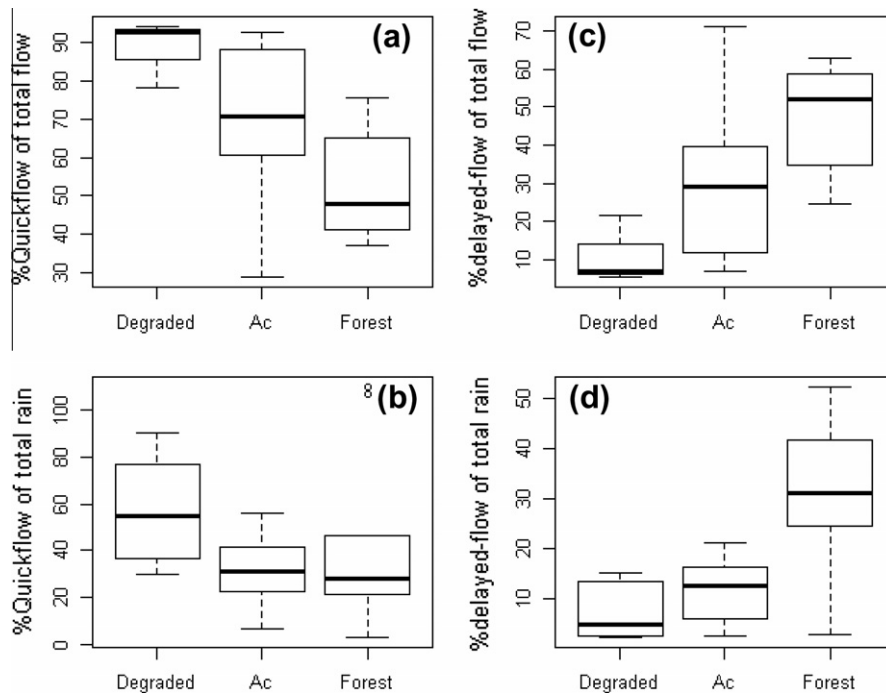 (a)
%Quickflow of total flow
90
80
70
60
50
40
30
Degraded Ac Forest
(c)
%delayed-flow of total flow
70
60
50
40
30
20
10
Degraded Ac Forest
8 (b)
%Quickflow of total rain
100
80
60
40
20
0
Degraded Ac Forest
(d)
%delayed-flow of total rain
50
40
30
20
10
Degraded Ac Forest